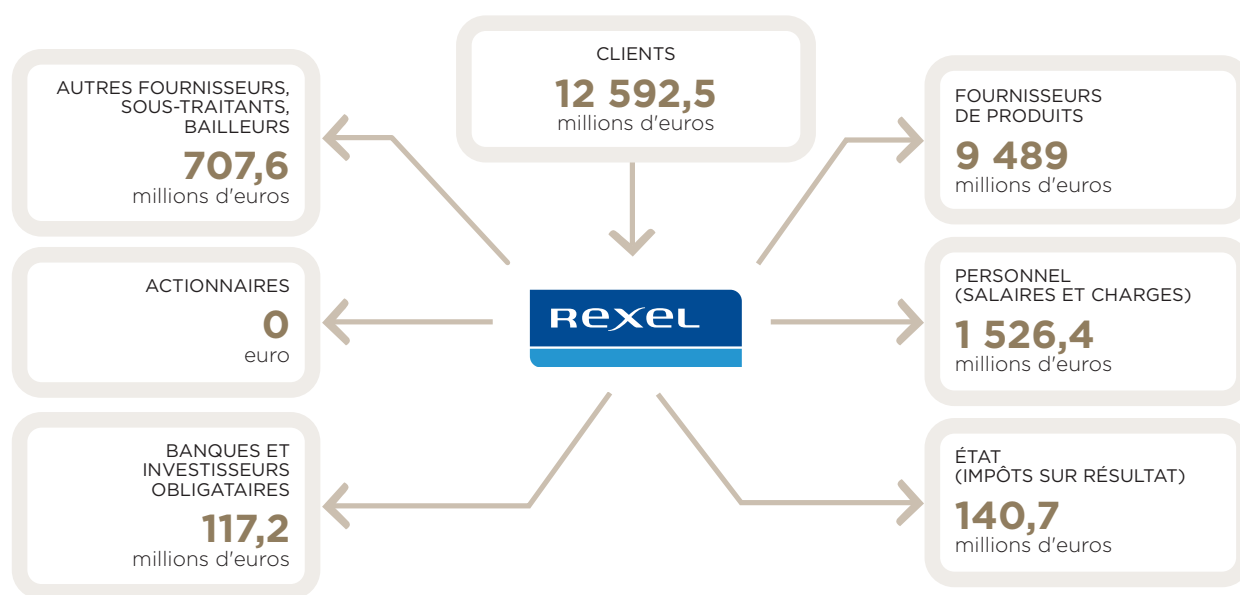 CLIENTS
12 592,5
millions d'euros
AUTRES FOURNISSEURS,
SOUS-TRAITANTS,
BAILLEURS
707,6
millions d'euros
FOURNISSEURS
DE PRODUITS
9 489
millions d'euros
ACTIONNAIRES
0
euro
REXEL
PERSONNEL
(SALAIRES ET CHARGES)
1 526,4
millions d'euros
BANQUES ET
INVESTISSEURS
OBLIGATAIRES
117,2
millions d'euros
ÉTAT
(IMPÔTS SUR RÉSULTAT)
140,7
millions d'euros